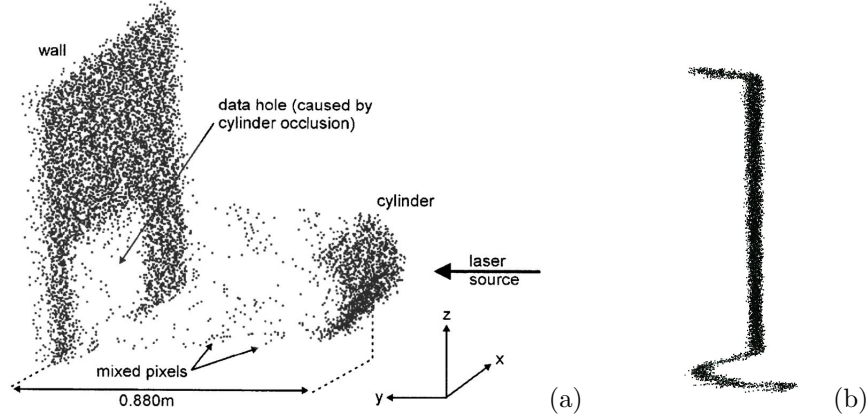 wall
data hole (caused by
cylinder occlusion)
cylinder
laser
source
z
x
mixed pixels
y
0.880m
(a)
(b)